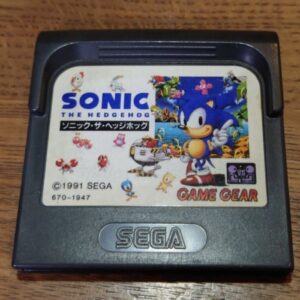 SONIC
THE HEDGEHOG
ソニック・ザ・ヘッジホッグ
©1991 SEGA
670-1947
GAME GEAR
SEGA